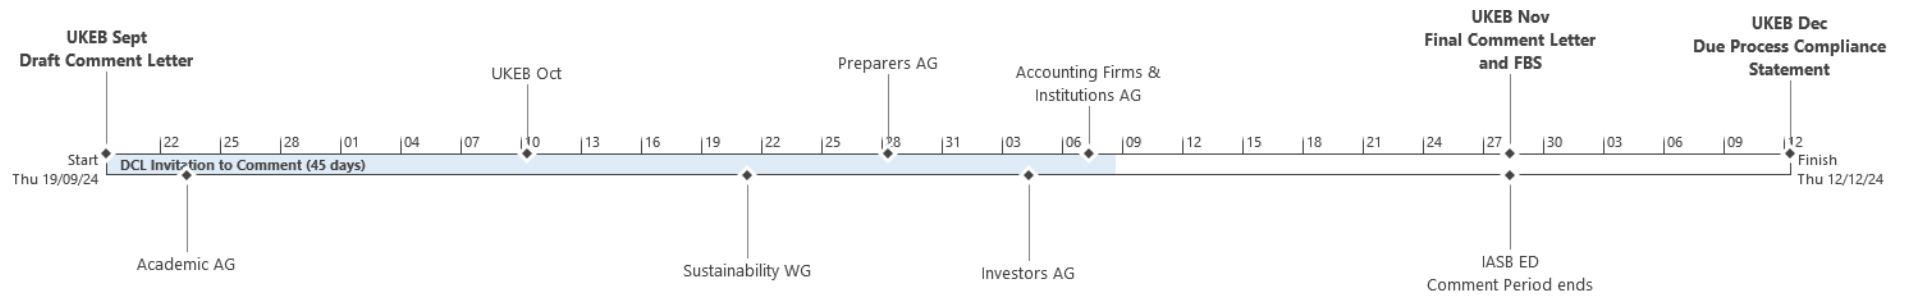 UKEB Sept
Draft Comment Letter
UKEB Oct
Preparers AG
Accounting Firms &
Institutions AG
UKEB Nov
Final Comment Letter
and FBS
UKEB Dec
Due Process Compliance
Statement
22 25 28 01 04 07 10 13 16 19 22 25 28 31 03 06 09 12 15 18 21 24 27 30 03 06 09 12
Start
Thu 19/09/24
DCL Invitation to Comment (45 days)
Finish
Thu 12/12/24
Academic AG
Sustainability WG
Investors AG
IASB ED
Comment Period ends